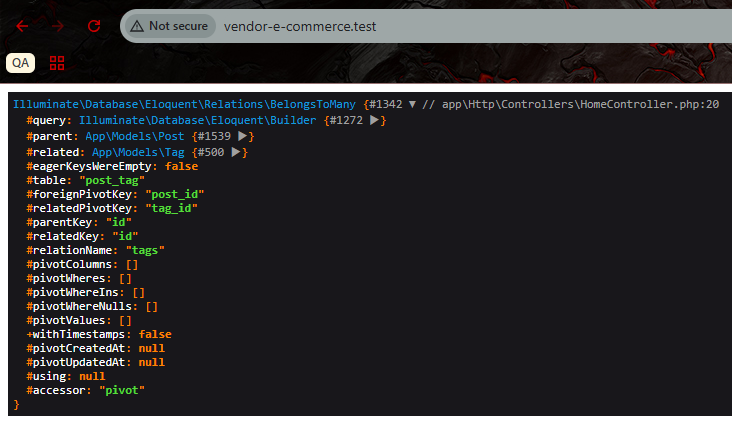 Not secure vendor-e-commerce.test
QA
Illuminate\Database\Eloquent\Relations\BelongsToMany {#1342 ▼ // app\Http\Controllers\HomeController.php:20
#query: Illuminate\Database\Eloquent\Builder {#1272 ▶}
#parent: App\Models\Post {#1539 ▶}
#related: App\Models\Tag {#500 ▶}
#eagerKeysWereEmpty: false
#table: "post_tag"
#foreignPivotKey: "post_id"
#relatedPivotKey: "tag_id"
#parentKey: "id"
#relatedKey: "id"
#relationName: "tags"
#pivotColumns: []
#pivotWheres: []
#pivotWhereIns: []
#pivotWhereNulls: []
#pivotValues: []
+withTimestamps: false
#pivotCreatedAt: null
#pivotUpdatedAt: null
#using: null
#accessor: "pivot"
}